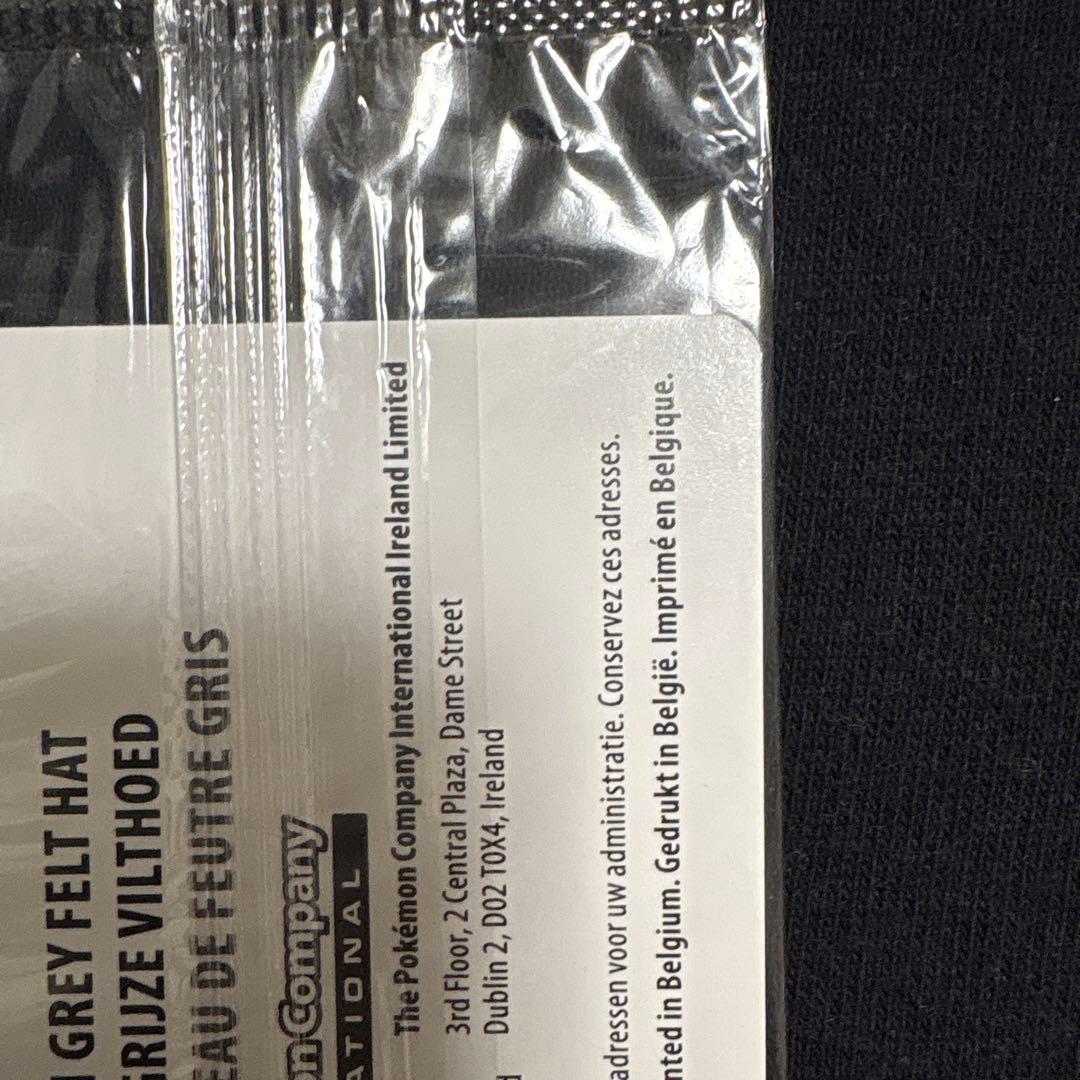 GREY FELT HAT
GRIJZE VILTHOED
EAU DE FEUTRE GRIS
Company
The Pokémon Company International Ireland Limited
3rd Floor, 2 Central Plaza, Dame Street
Dublin 2, D02 T0X4, Ireland
adressen voor uw administratie. Conservez ces adresses.
nted in Belgium. Gedrukt in België. Imprimé en Belgique.